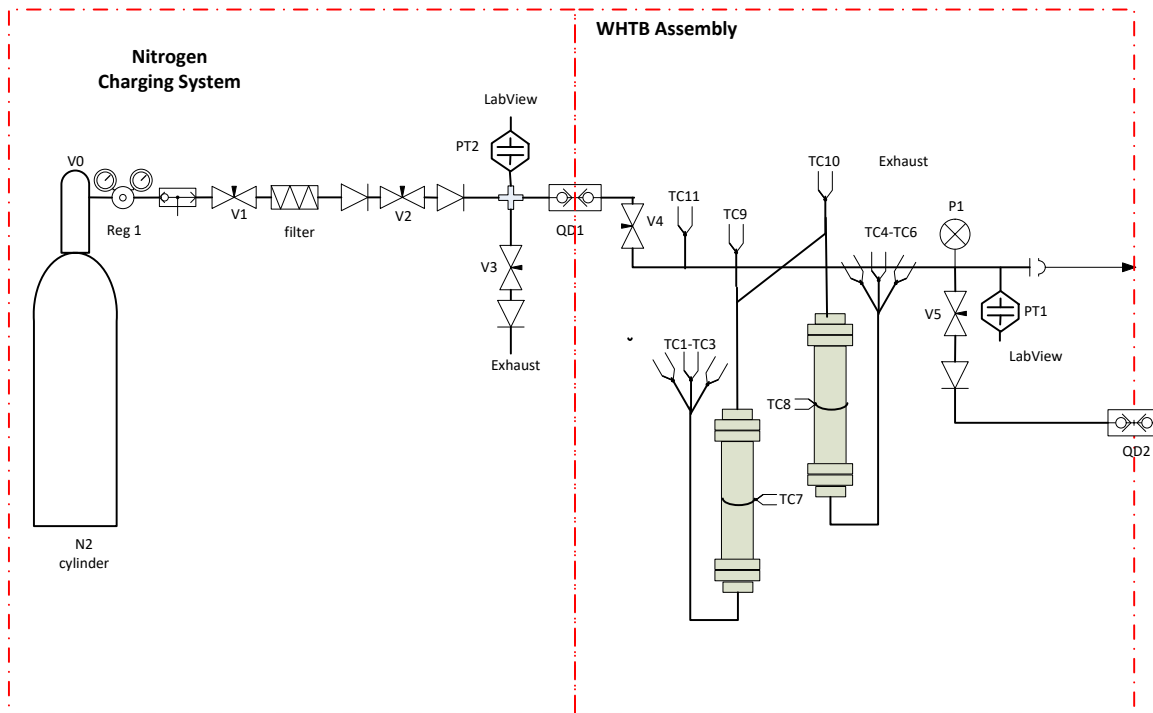 WHTB Assembly
Nitrogen
Charging System
LabView
PT2
V0
TC10
Exhaust
TC11
TC9
P1
V1
V2
V4
Reg 1
filter
QD1
TC4-TC6
V3
V5
PT1
TC1-TC3
LabView
Exhaust
TC8
QD2
TC7
N2
cylinder